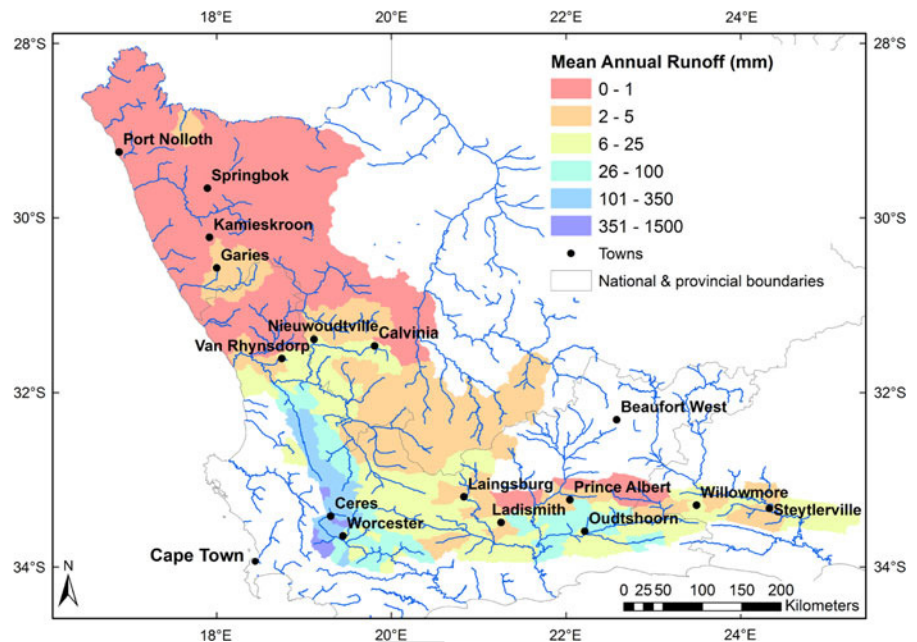 18°E 20°E 22°E 24°E
28°S 28°S
Mean Annual Runoff (mm)
0 - 1
2 - 5
6 - 25
26 - 100
101 - 350
351 - 1500
Towns
National & provincial boundaries
Port Nolloth
Springbok
30°S 30°S
Kamieskroon
Garies
Nieuwoudtville
Calvinia
Van Rhynsdorp
32°S 32°S
Beaufort West
Laingsburg
Prince Albert
Willowmore
Ladismith
Steytlerville
Ceres
Oudtshoorn
Worcester
Cape Town
34°S 34°S
N
0 25 50 100 150 200
Kilometers
18°E 20°E 22°E 24°E